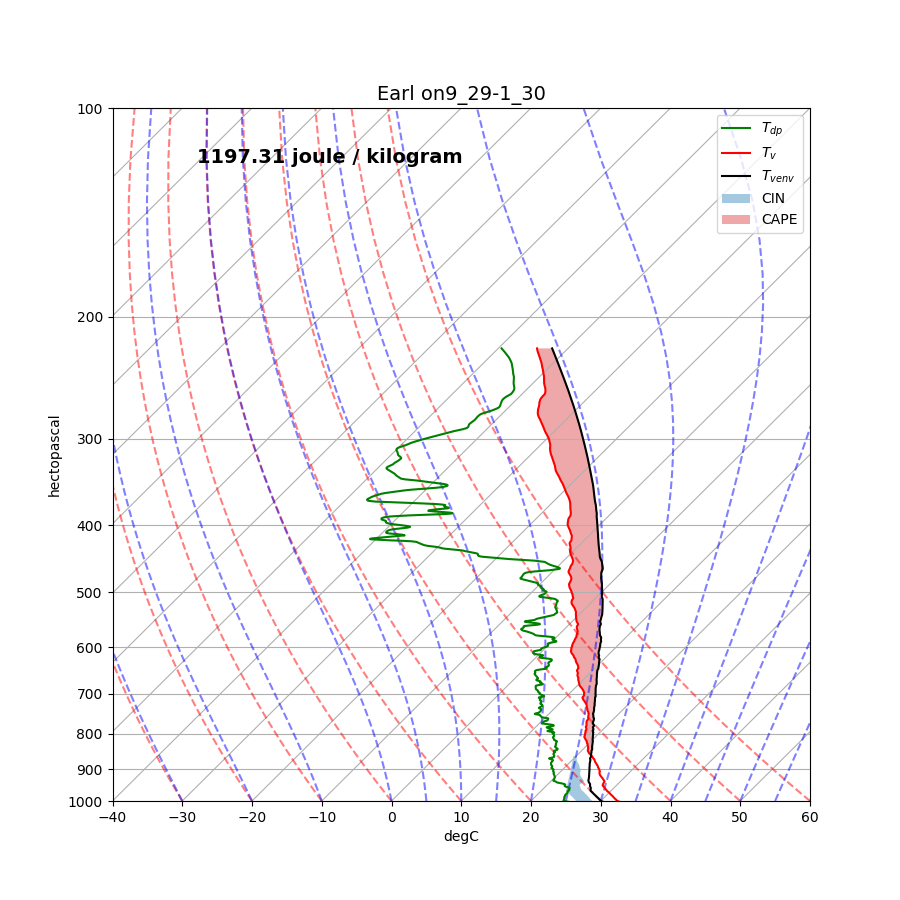 Earl on9_29-1_30
1197.31 joule / kilogram
T_dp
T_v
T_venv
CIN
CAPE
100
200
300
400
500
600
700
800
900
1000
hectopascal
−40 −30 −20 −10 0 10 20 30 40 50 60
degC